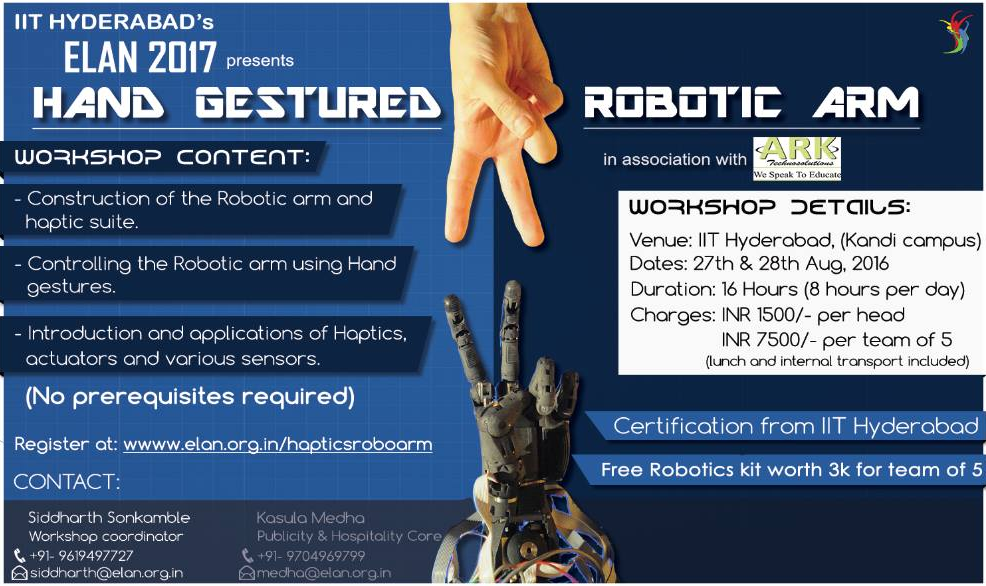 IIT HYDERABAD's
ELAN 2017 presents
HAND GESTURED ROBOTIC ARM
in association with ARK
Technosolutions
We Speak To Educate
WORKSHOP CONTENT:
- Construction of the Robotic arm and
haptic suite.
- Controlling the Robotic arm using Hand
gestures.
- Introduction and applications of Haptics,
actuators and various sensors.
(No prerequisites required)
Register at: www.elan.org.in/hapticsroboarm
CONTACT:
Siddharth Sonkamble
Workshop coordinator
+91- 9619497727
siddharth@elan.org.in
Kasula Medha
Publicity & Hospitality Core
+91- 9704969799
medha@elan.org.in
WORKSHOP DETAILS:
Venue: IIT Hyderabad, (Kandi campus)
Dates: 27th & 28th Aug, 2016
Duration: 16 Hours (8 hours per day)
Charges: INR 1500/- per head
INR 7500/- per team of 5
(lunch and internal transport included)
Certification from IIT Hyderabad
Free Robotics kit worth 3k for team of 5